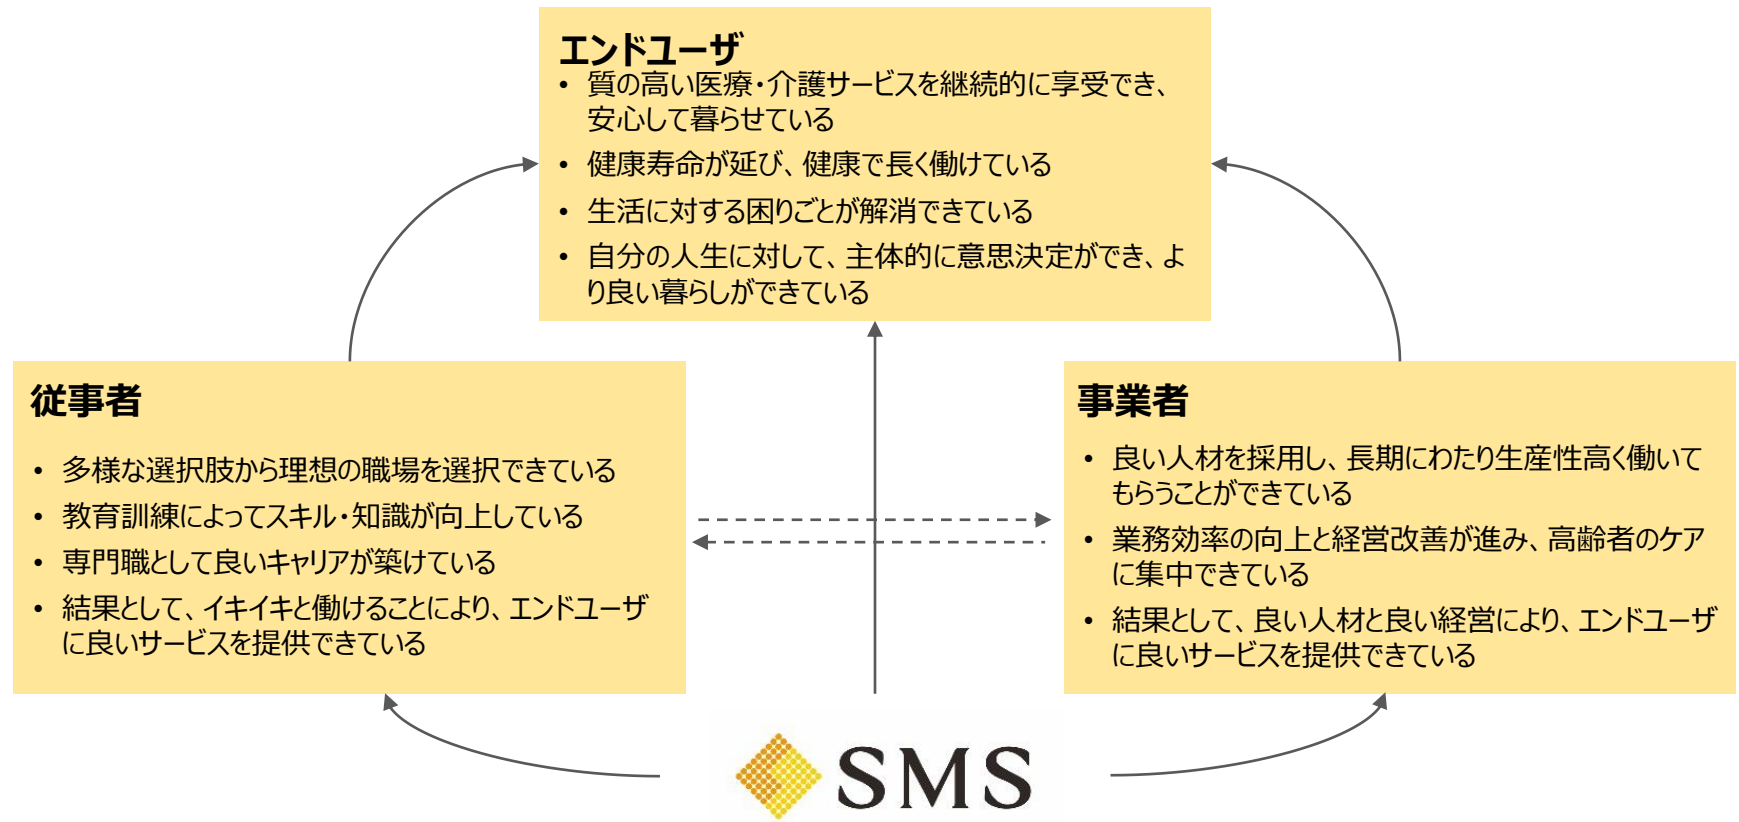 エンドユーザ
• 質の高い医療・介護サービスを継続的に享受でき、
安心して暮らせている
• 健康寿命が延び、健康で長く働けている
• 生活に対する困りごとが解消できている
• 自分の人生に対して、主体的に意思決定ができ、よ
り良い暮らしができている
従事者
• 多様な選択肢から理想の職場を選択できている
• 教育訓練によってスキル・知識が向上している
• 専門職として良いキャリアが築けている
• 結果として、イキイキと働けることにより、エンドユーザ
に良いサービスを提供できている
事業者
• 良い人材を採用し、長期にわたり生産性高く働いて
もらうことができている
• 業務効率の向上と経営改善が進み、高齢者のケア
に集中できている
• 結果として、良い人材と良い経営により、エンドユーザ
に良いサービスを提供できている
SMS